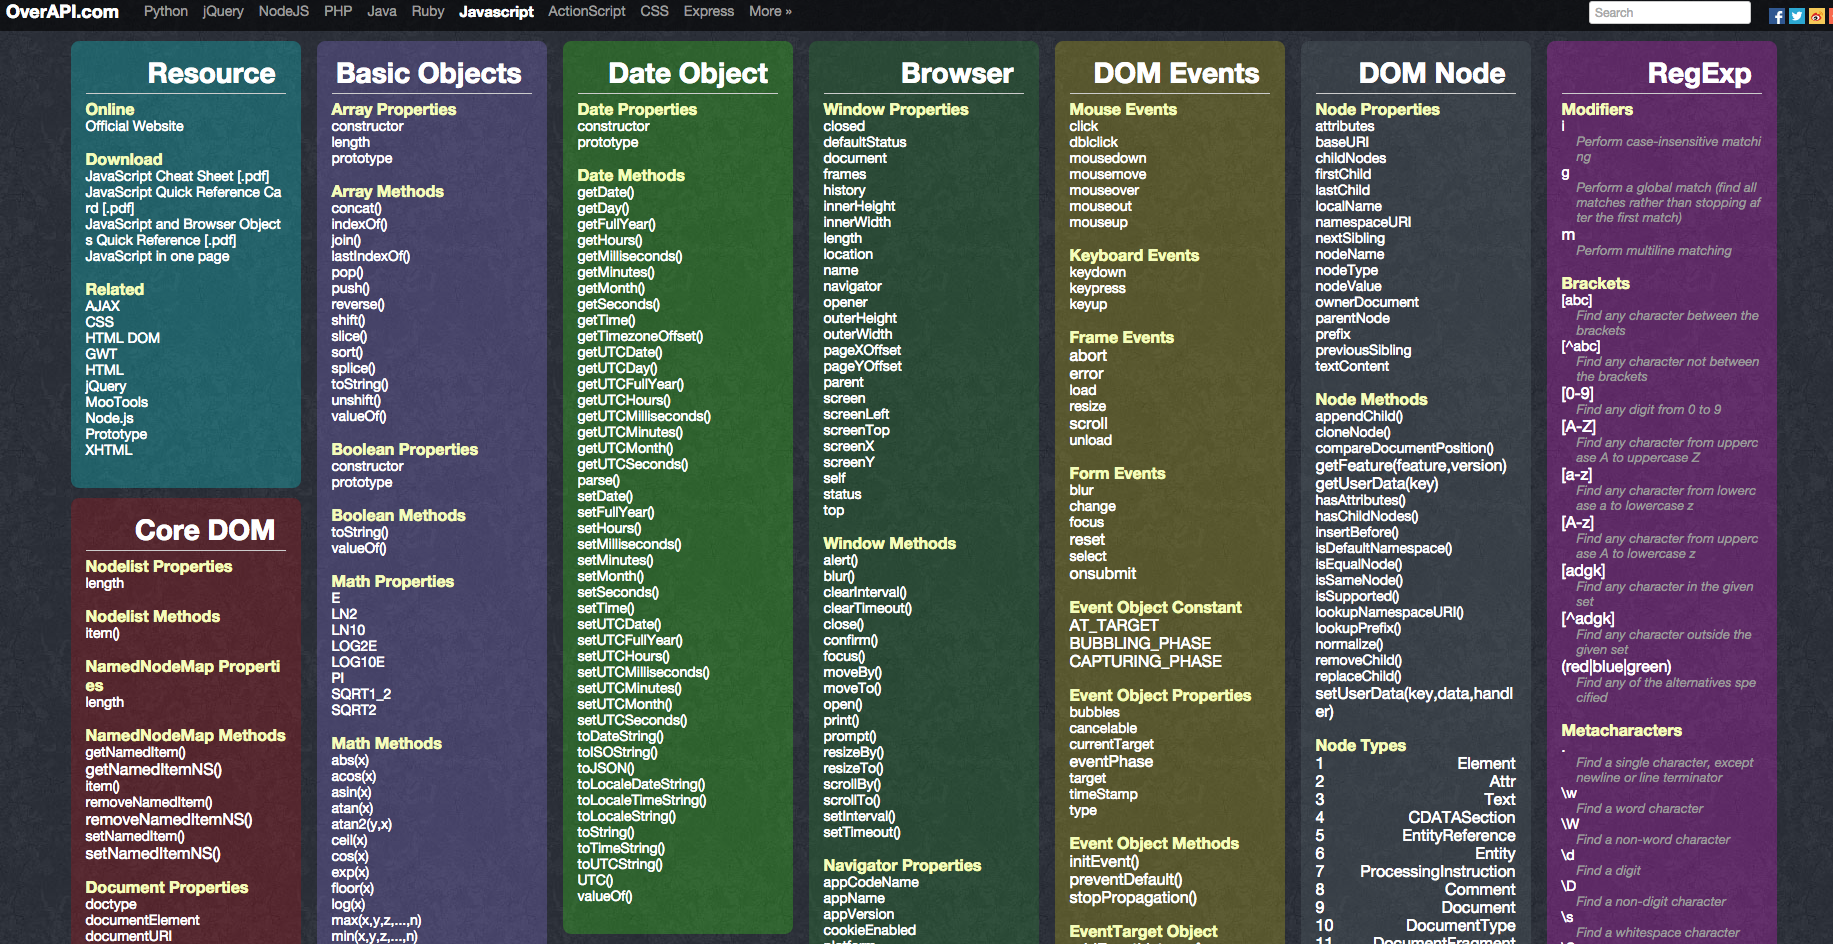 OverAPI.com Python jQuery NodeJS PHP Java Ruby Javascript ActionScript CSS Express More » Search
Resource
Online
Official Website
Download
JavaScript Cheat Sheet [.pdf]
JavaScript Quick Reference Ca
rd [.pdf]
JavaScript and Browser Object
s Quick Reference [.pdf]
JavaScript in one page
Related
AJAX
CSS
HTML DOM
GWT
HTML
jQuery
MooTools
Node.js
Prototype
XHTML
Core DOM
Nodelist Properties
length
Nodelist Methods
item()
NamedNodeMap Properti
es
length
NamedNodeMap Methods
getNamedItem()
getNamedItemNS()
item()
removeNamedItem()
removeNamedItemNS()
setNamedItem()
setNamedItemNS()
Document Properties
doctype
documentElement
documentURI
Basic Objects
Array Properties
constructor
length
prototype
Array Methods
concat()
indexOf()
join()
lastIndexOf()
pop()
push()
reverse()
shift()
slice()
sort()
splice()
toString()
unshift()
valueOf()
Boolean Properties
constructor
prototype
Boolean Methods
toString()
valueOf()
Math Properties
E
LN2
LN10
LOG2E
LOG10E
PI
SQRT1_2
SQRT2
Math Methods
abs(x)
acos(x)
asin(x)
atan(x)
atan2(y,x)
ceil(x)
cos(x)
exp(x)
floor(x)
log(x)
max(x,y,z,...,n)
min(x,y,z,...,n)
Date Object
Date Properties
constructor
prototype
Date Methods
getDate()
getDay()
getFullYear()
getHours()
getMilliseconds()
getMinutes()
getMonth()
getSeconds()
getTime()
getTimezoneOffset()
getUTCDate()
getUTCDay()
getUTCFullYear()
getUTCHours()
getUTCMilliseconds()
getUTCMinutes()
getUTCMonth()
getUTCSeconds()
parse()
setDate()
setFullYear()
setHours()
setMilliseconds()
setMinutes()
setMonth()
setSeconds()
setTime()
setUTCDate()
setUTCFullYear()
setUTCHours()
setUTCMilliseconds()
setUTCMinutes()
setUTCMonth()
setUTCSeconds()
toDateString()
toISOString()
toJSON()
toLocaleDateString()
toLocaleTimeString()
toLocaleString()
toString()
toTimeString()
toUTCString()
UTC()
valueOf()
Browser
Window Properties
closed
defaultStatus
document
frames
history
innerHeight
innerWidth
length
location
name
navigator
opener
outerHeight
outerWidth
pageXOffset
pageYOffset
parent
screen
screenLeft
screenTop
screenX
screenY
self
status
top
Window Methods
alert()
blur()
clearInterval()
clearTimeout()
close()
confirm()
focus()
moveBy()
moveTo()
open()
print()
prompt()
resizeBy()
resizeTo()
scrollBy()
scrollTo()
setInterval()
setTimeout()
Navigator Properties
appCodeName
appName
appVersion
cookieEnabled
DOM Events
Mouse Events
click
dblclick
mousedown
mousemove
mouseover
mouseout
mouseup
Keyboard Events
keydown
keypress
keyup
Frame Events
abort
error
load
resize
scroll
unload
Form Events
blur
change
focus
reset
select
onsubmit
Event Object Constant
AT_TARGET
BUBBLING_PHASE
CAPTURING_PHASE
Event Object Properties
bubbles
cancelable
currentTarget
eventPhase
target
timeStamp
type
Event Object Methods
initEvent()
preventDefault()
stopPropagation()
EventTarget Object
DOM Node
Node Properties
attributes
baseURI
childNodes
firstChild
lastChild
localName
namespaceURI
nextSibling
nodeName
nodeType
nodeValue
ownerDocument
parentNode
prefix
previousSibling
textContent
Node Methods
appendChild()
cloneNode()
compareDocumentPosition()
getFeature(feature,version)
getUserData(key)
hasAttributes()
hasChildNodes()
insertBefore()
isDefaultNamespace()
isEqualNode()
isSameNode()
isSupported()
lookupNamespaceURI()
lookupPrefix()
normalize()
removeChild()
replaceChild()
setUserData(key,data,handl
er)
Node Types
1 Element
2 Attr
3 Text
4 CDATASection
5 EntityReference
6 Entity
7 ProcessingInstruction
8 Comment
9 Document
10 DocumentType
11 DocumentFragment
RegExp
Modifiers
i
Perform case-insensitive matchi
ng
g
Perform a global match (find all
matches rather than stopping af
ter the first match)
m
Perform multiline matching
Brackets
[abc]
Find any character between the
brackets
[^abc]
Find any character not between
the brackets
[0-9]
Find any digit from 0 to 9
[A-Z]
Find any character from upperc
ase A to uppercase Z
[a-z]
Find any character from lowerc
ase a to lowercase z
[A-z]
Find any character from upperc
ase A to lowercase z
[adgk]
Find any character in the given
set
[^adgk]
Find any character outside the
given set
(red|blue|green)
Find any of the alternatives spe
cified
Metacharacters
.
Find a single character, except
newline or line terminator
\w
Find a word character
\W
Find a non-word character
\d
Find a digit
\D
Find a non-digit character
\s
Find a whitespace character